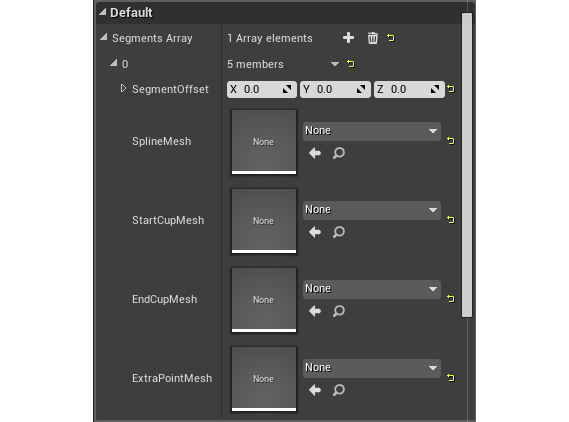 Default
Segments Array 1 Array elements
0 5 members
SegmentOffset X 0.0 Y 0.0 Z 0.0
SplineMesh None None
StartCupMesh None None
EndCupMesh None None
ExtraPointMesh None None